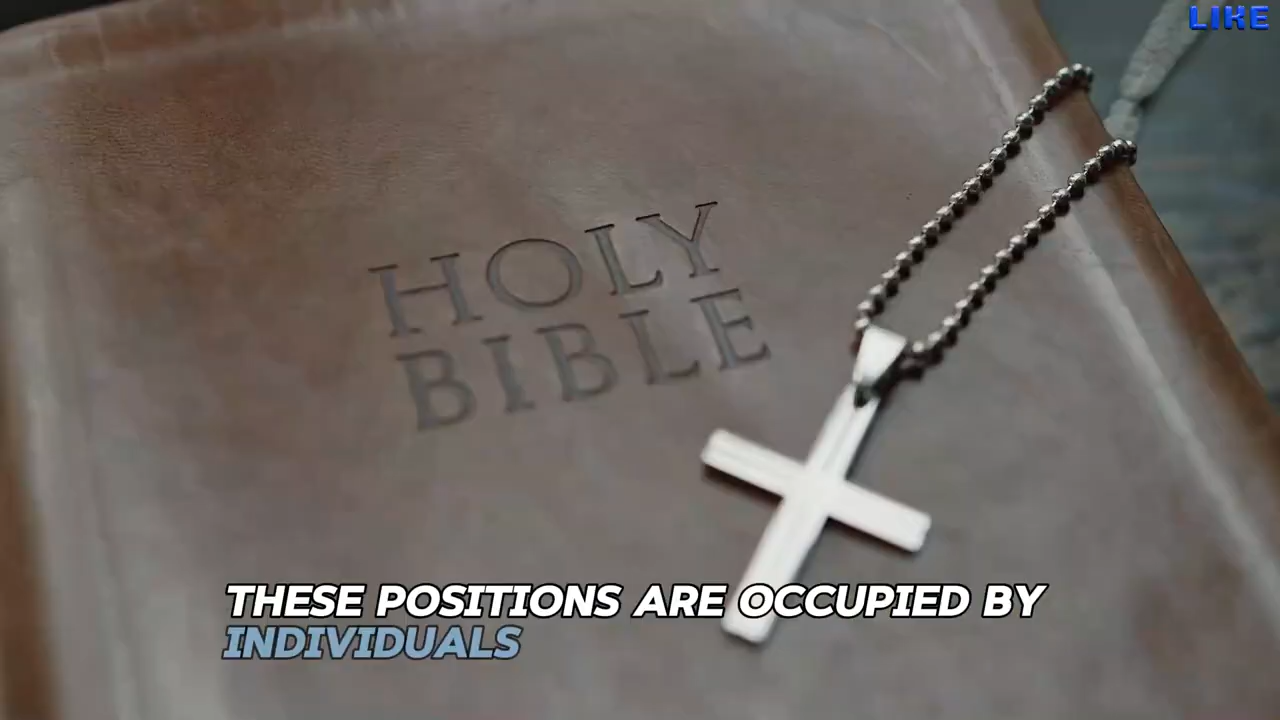 LIKE
HOLY
BIBLE
THESE POSITIONS ARE OCCUPIED BY
INDIVIDUALS